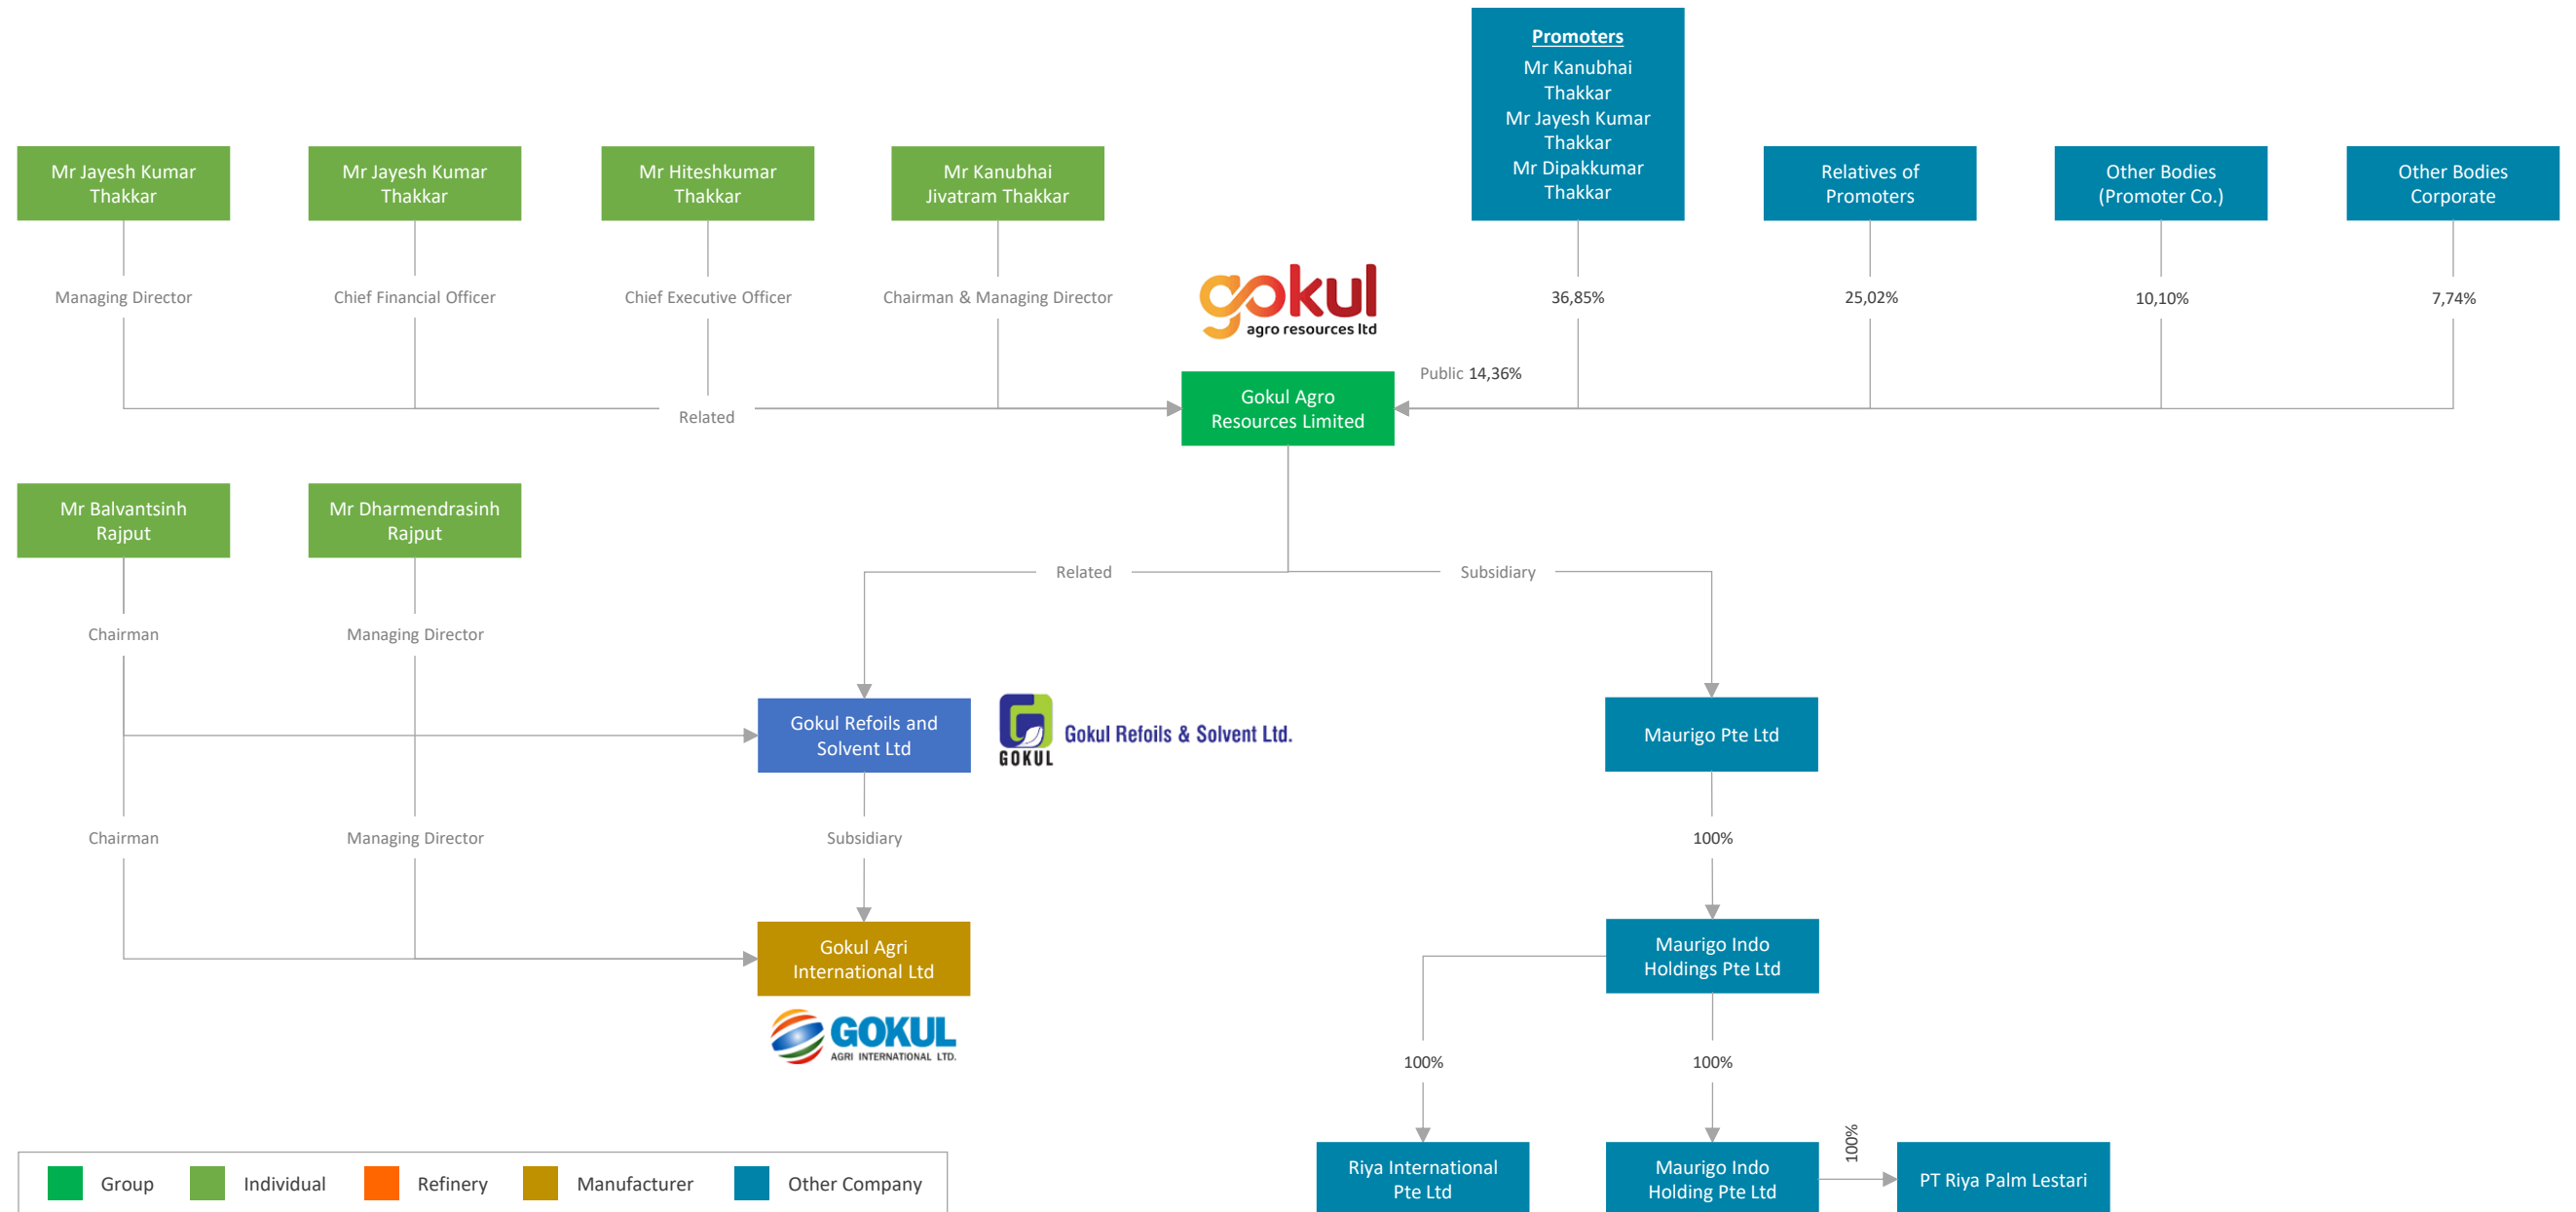 Promoters
Mr Kanubhai
Thakkar
Mr Jayesh Kumar
Thakkar
Mr Dipakkumar
Thakkar
Mr Jayesh Kumar
Thakkar
Mr Jayesh Kumar
Thakkar
Mr Hiteshkumar
Thakkar
Mr Kanubhai
Jivatram Thakkar
Relatives of
Promoters
Other Bodies
(Promoter Co.)
Other Bodies
Corporate
Managing Director
Chief Financial Officer
Chief Executive Officer
Chairman & Managing Director
gokul
agro resources ltd
36,85%
25,02%
10,10%
7,74%
Public 14,36%
Related
Gokul Agro
Resources Limited
Mr Balvantsinh
Rajput
Mr Dharmendrasinh
Rajput
Related
Subsidiary
Chairman
Managing Director
Gokul Refoils and
Solvent Ltd
GOKUL
Gokul Refoils & Solvent Ltd.
Maurigo Pte Ltd
Chairman
Managing Director
Subsidiary
100%
Gokul Agri
International Ltd
Maurigo Indo
Holdings Pte Ltd
GOKUL
AGRI INTERNATIONAL LTD.
100%
100%
100%
Riya International
Pte Ltd
Maurigo Indo
Holding Pte Ltd
PT Riya Palm Lestari
Group
Individual
Refinery
Manufacturer
Other Company